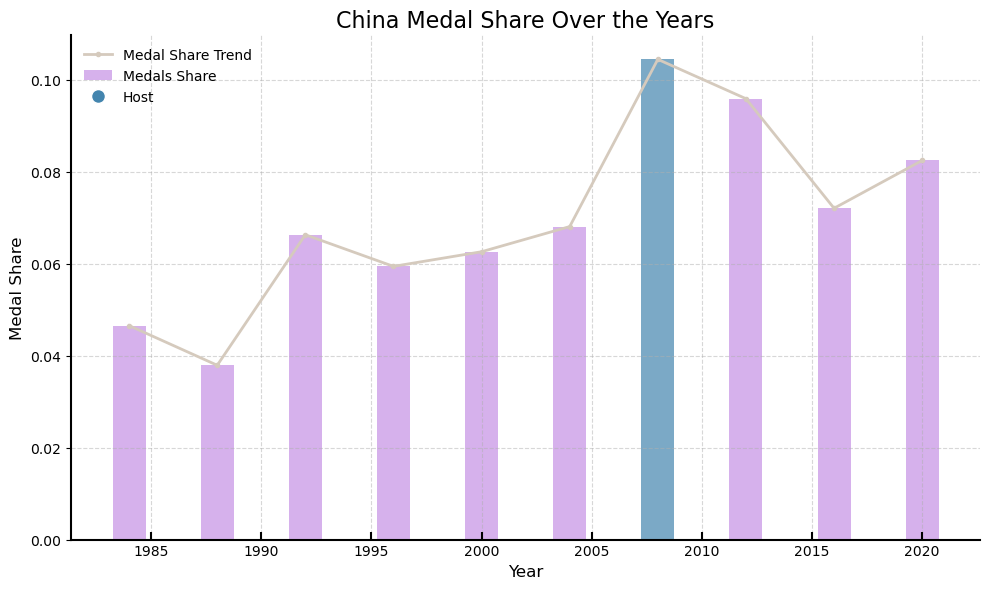 China Medal Share Over the Years
Medal Share Trend
Medals Share
Host
Medal Share
0.10
0.08
0.06
0.04
0.02
0.00
1985 1990 1995 2000 2005 2010 2015 2020
Year